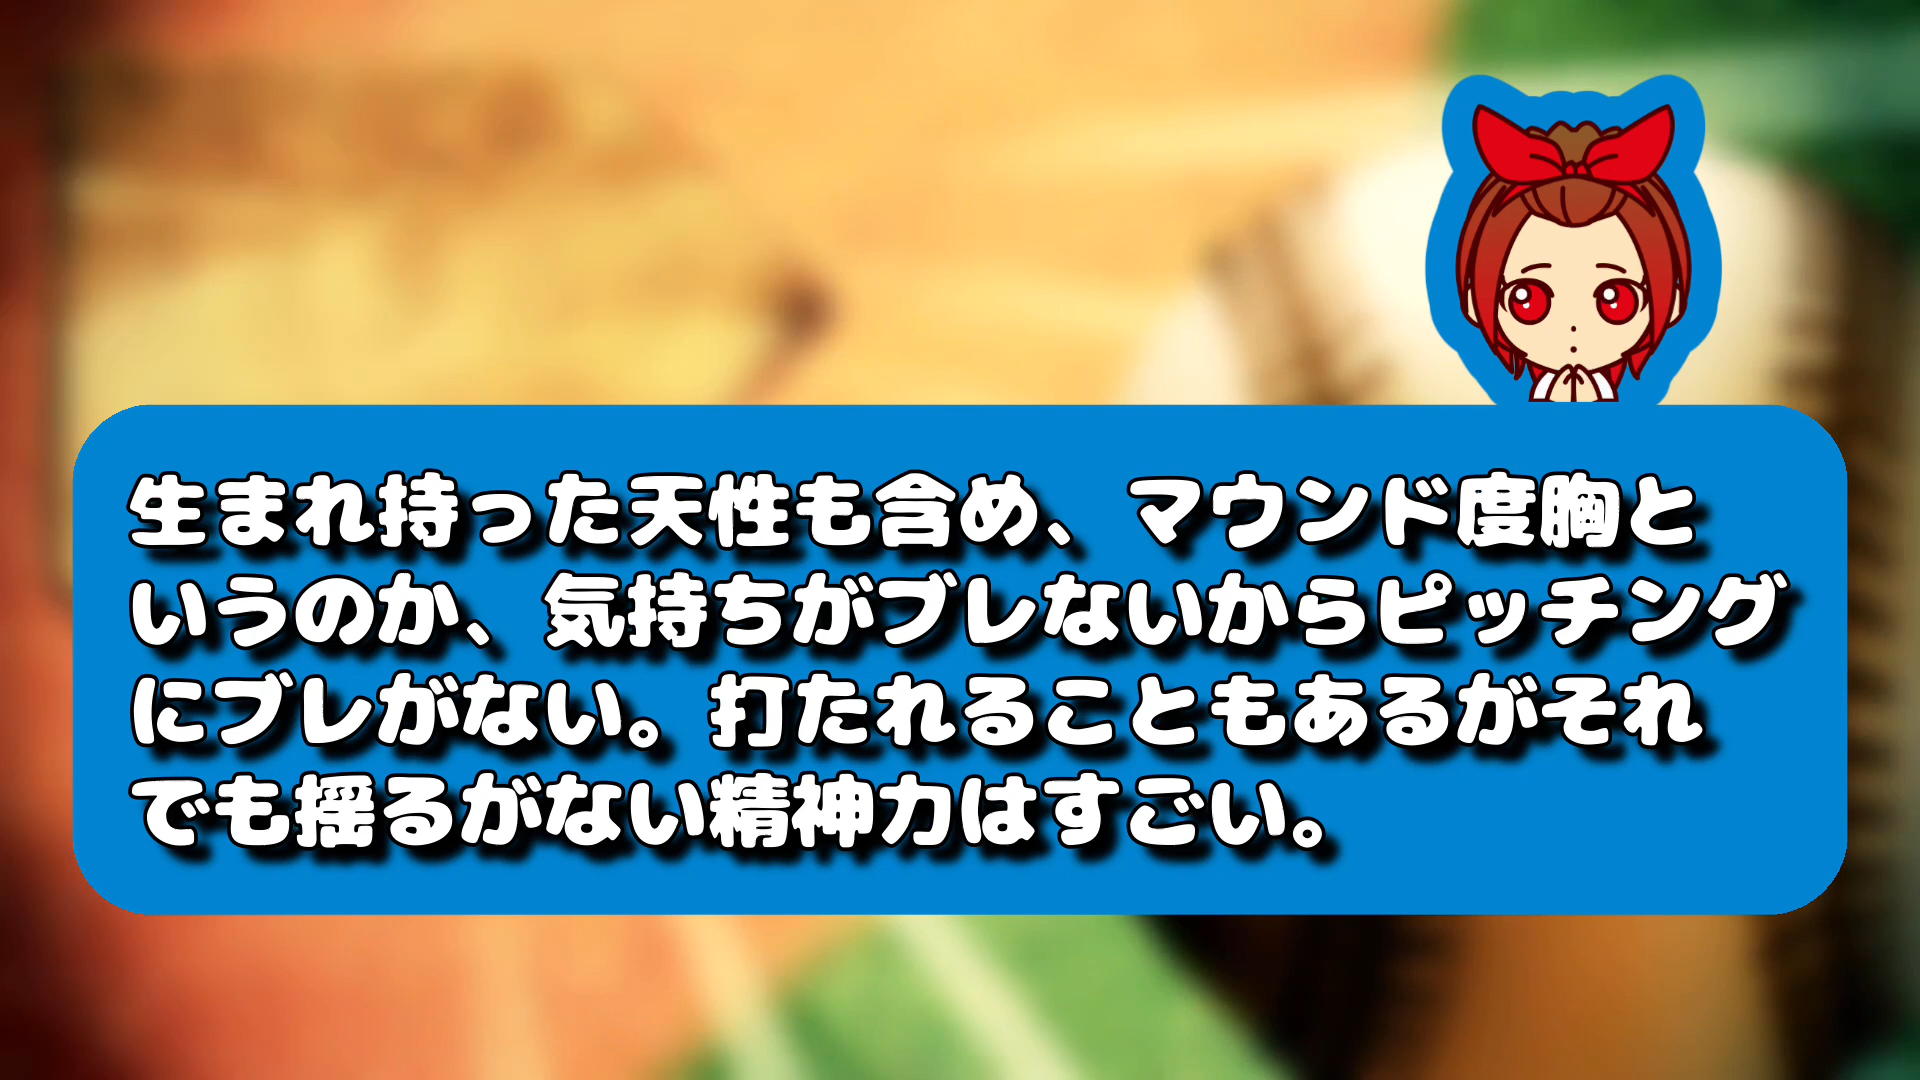 生まれ持った天性も含め、マウンド度胸と
いうのか、気持ちがブレないからピッチング
にブレがない。打たれることもあるがそれ
でも揺るがない精神力はすごい。